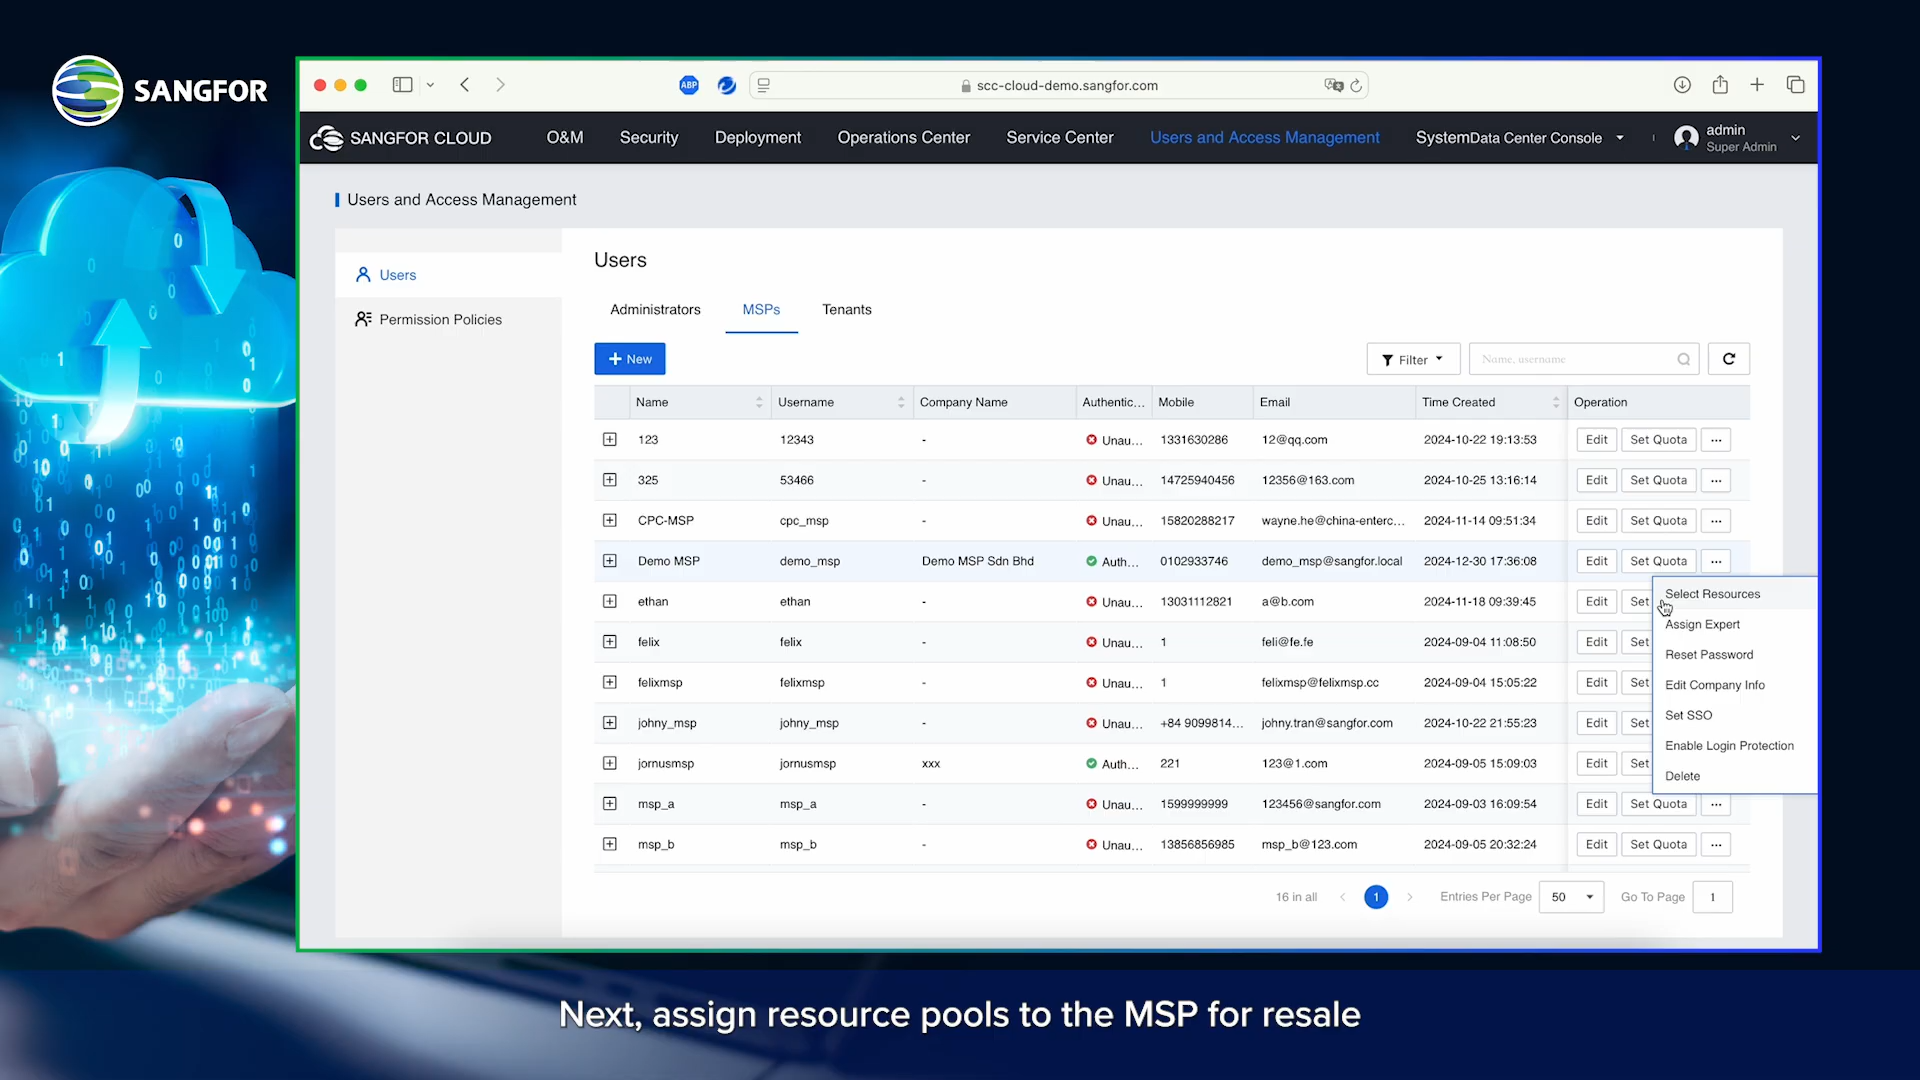 SANGFOR
ABP
scc-cloud-demo.sangfor.com
SANGFOR CLOUD
O&M
Security
Deployment
Operations Center
Service Center
Users and Access Management
SystemData Center Console
admin
Super Admin
Users and Access Management
Users
Permission Policies
Users
Administrators
MSPs
Tenants
+ New
Filter
Name, username
Name Username Company Name Authentic... Mobile Email Time Created Operation
123 12343 - Unau... 1331630286 12@qq.com 2024-10-22 19:13:53 Edit Set Quota ...
325 53466 - Unau... 14725940456 12356@163.com 2024-10-25 13:16:14 Edit Set Quota ...
CPC-MSP cpc_msp - Unau... 15820288217 wayne.he@china-enterc... 2024-11-14 09:51:34 Edit Set Quota ...
Demo MSP demo_msp Demo MSP Sdn Bhd Auth... 0102933746 demo_msp@sangfor.local 2024-12-30 17:36:08 Edit Set Quota ...
ethan ethan - Unau... 13031112821 a@b.com 2024-11-18 09:39:45 Edit Set
felix felix - Unau... 1 feli@fe.fe 2024-09-04 11:08:50 Edit Set
felixmsp felixmsp - Unau... 1 felixmsp@felixmsp.cc 2024-09-04 15:05:22 Edit Set
johny_msp johny_msp - Unau... +84 9099814... johny.tran@sangfor.com 2024-10-22 21:55:23 Edit Set
jornusmsp jornusmsp xxx Auth... 221 123@1.com 2024-09-05 15:09:03 Edit Set
msp_a msp_a - Unau... 1599999999 123456@sangfor.com 2024-09-03 16:09:54 Edit Set Quota ...
msp_b msp_b - Unau... 13856856985 msp_b@123.com 2024-09-05 20:32:24 Edit Set Quota ...
Select Resources
Assign Expert
Reset Password
Edit Company Info
Set SSO
Enable Login Protection
Delete
16 in all < 1 > Entries Per Page 50 Go To Page 1
Next, assign resource pools to the MSP for resale